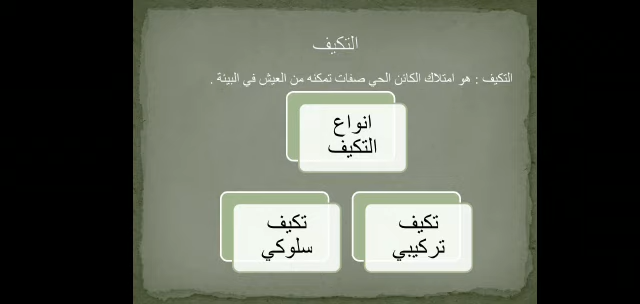 التكيف
التكيف : هو امتلاك الكائن الحي صفات تمكنه من العيش في البيئة .
انواع
التكيف
تكيف
تركيبي
تكيف
سلوكي